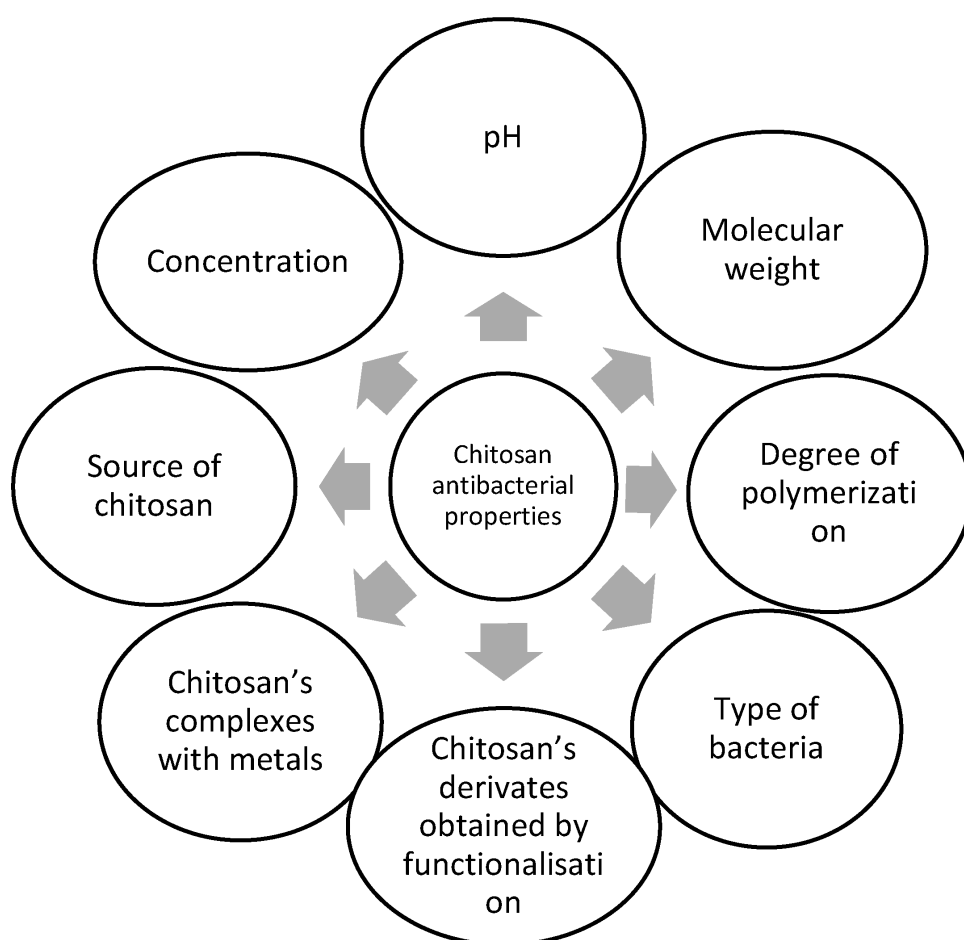 pH
Molecular
weight
Concentration
Source of
chitosan
Chitosan
antibacterial
properties
Degree of
polymerizati
on
Chitosan’s
complexes
with metals
Chitosan’s
derivates
obtained by
functionalisati
on
Type of
bacteria